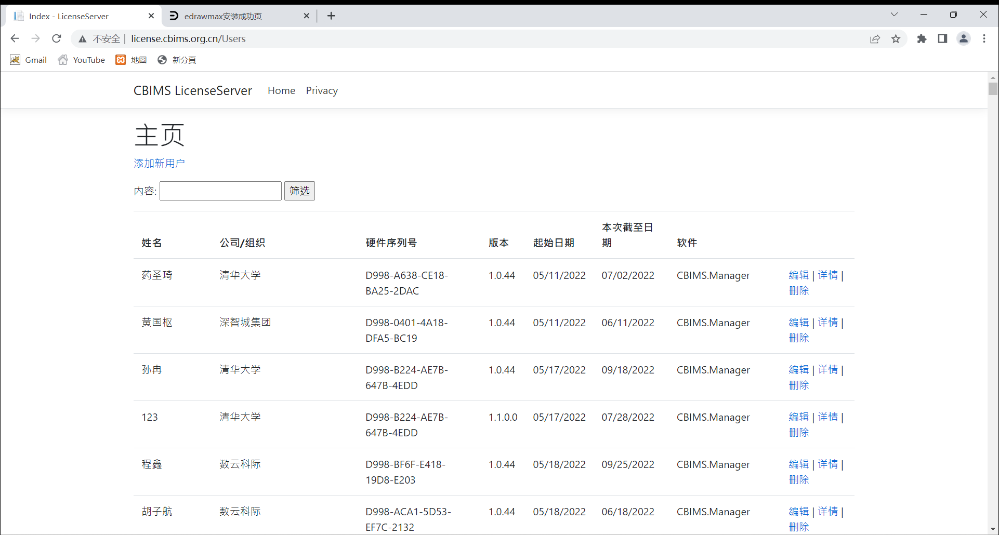 Index - LicenseServer
edrawmax安装成功页
不安全 | license.cbims.org.cn/Users
Gmail
YouTube
地圖
新分頁
CBIMS LicenseServer
Home
Privacy
主页
添加新用户
内容:
筛选
姓名 公司/组织 硬件序列号 版本 起始日期 本次截至日期 软件
药圣琦 清华大学 D998-A638-CE18- 1.0.44 05/11/2022 07/02/2022 CBIMS.Manager 编辑 | 详情 |
BA25-2DAC 删除
黄国枢 深智城集团 D998-0401-4A18- 1.0.44 05/11/2022 06/11/2022 CBIMS.Manager 编辑 | 详情 |
DFA5-BC19 删除
孙冉 清华大学 D998-B224-AE7B- 1.0.44 05/17/2022 09/18/2022 CBIMS.Manager 编辑 | 详情 |
647B-4EDD 删除
123 清华大学 D998-B224-AE7B- 1.1.0.0 05/17/2022 07/28/2022 CBIMS.Manager 编辑 | 详情 |
647B-4EDD 删除
程鑫 数云科际 D998-BF6F-E418- 1.0.44 05/18/2022 09/25/2022 CBIMS.Manager 编辑 | 详情 |
19D8-E203 删除
胡子航 数云科际 D998-ACA1-5D53- 1.0.44 05/18/2022 06/18/2022 CBIMS.Manager 编辑 | 详情 |
EF7C-2132 删除